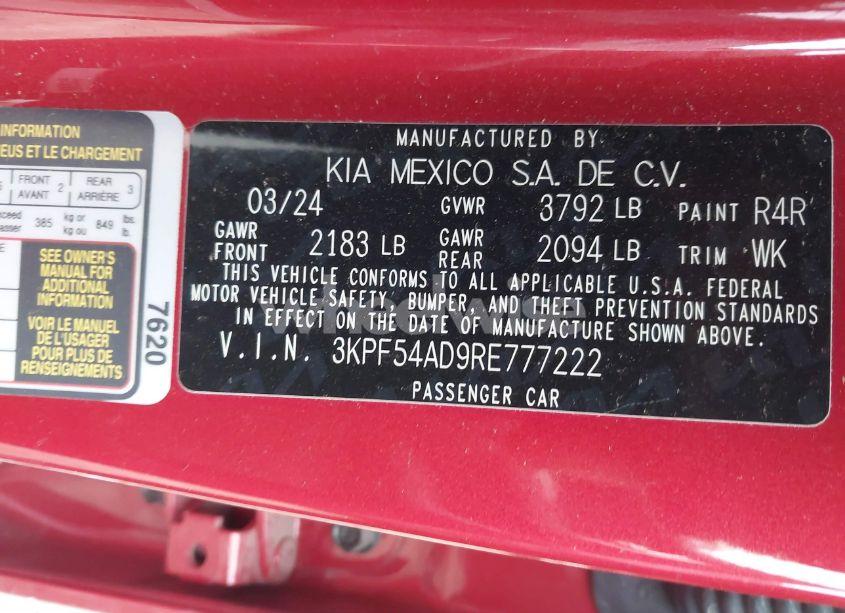 INFORMATION
EUS ET LE CHARGEMENT
FRONT 2 REAR 3
AVANT ARRIÈRE
385 kg or 849 lbs.
kg ou lb.
SEE OWNER'S
MANUAL FOR
ADDITIONAL
INFORMATION
VOIR LE MANUEL
DE L'USAGER
POUR PLUS DE
RENSEIGNEMENTS
7620
MANUFACTURED BY
KIA MEXICO S.A. DE C.V.
03/24 GVWR 3792 LB PAINT R4R
GAWR FRONT 2183 LB GAWR REAR 2094 LB TRIM WK
THIS VEHICLE CONFORMS TO ALL APPLICABLE U.S.A. FEDERAL
MOTOR VEHICLE SAFETY, BUMPER, AND THEFT PREVENTION STANDARDS
IN EFFECT ON THE DATE OF MANUFACTURE SHOWN ABOVE.
V.I.N. 3KPF54AD9RE777222
PASSENGER CAR